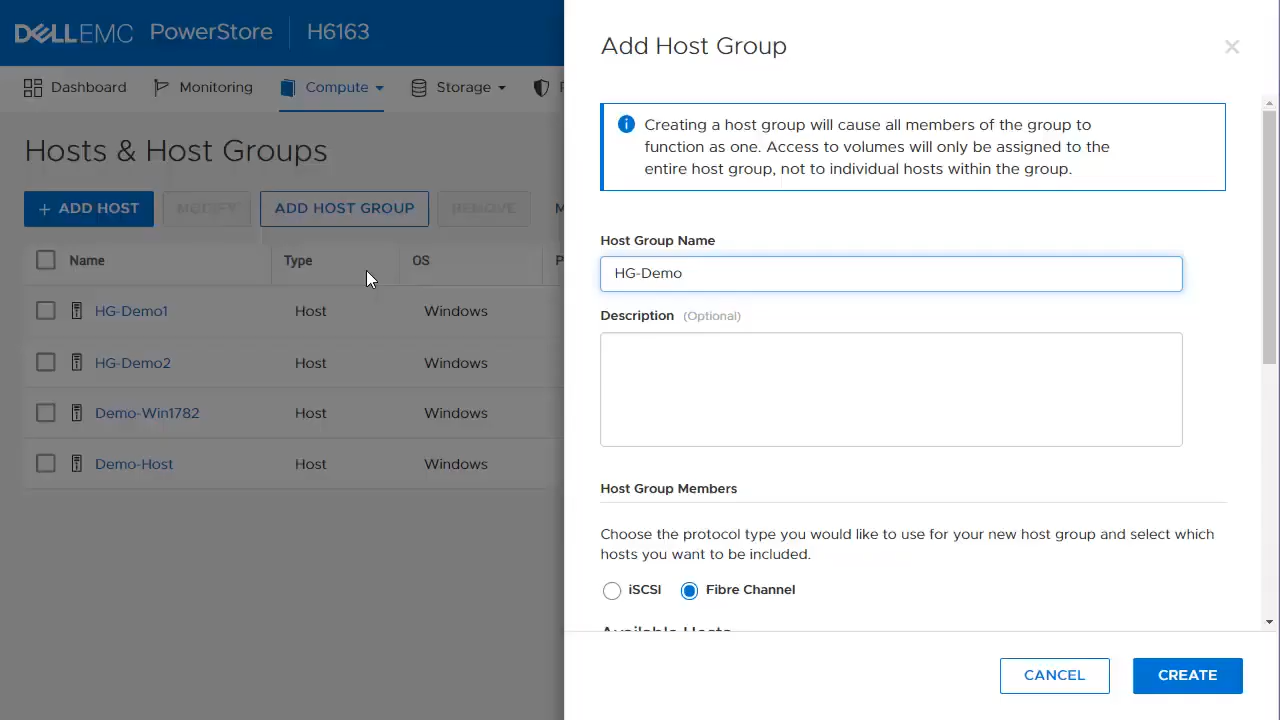 DELLEMC PowerStore H6163
Dashboard Monitoring Compute Storage
Hosts & Host Groups
+ ADD HOST MODIFY ADD HOST GROUP REMOVE
Name Type OS
HG-Demo1 Host Windows
HG-Demo2 Host Windows
Demo-Win1782 Host Windows
Demo-Host Host Windows
Add Host Group
Creating a host group will cause all members of the group to
function as one. Access to volumes will only be assigned to the
entire host group, not to individual hosts within the group.
Host Group Name
HG-Demo
Description (Optional)
Host Group Members
Choose the protocol type you would like to use for your new host group and select which
hosts you want to be included.
iSCSI Fibre Channel
Available Hosts
CANCEL CREATE